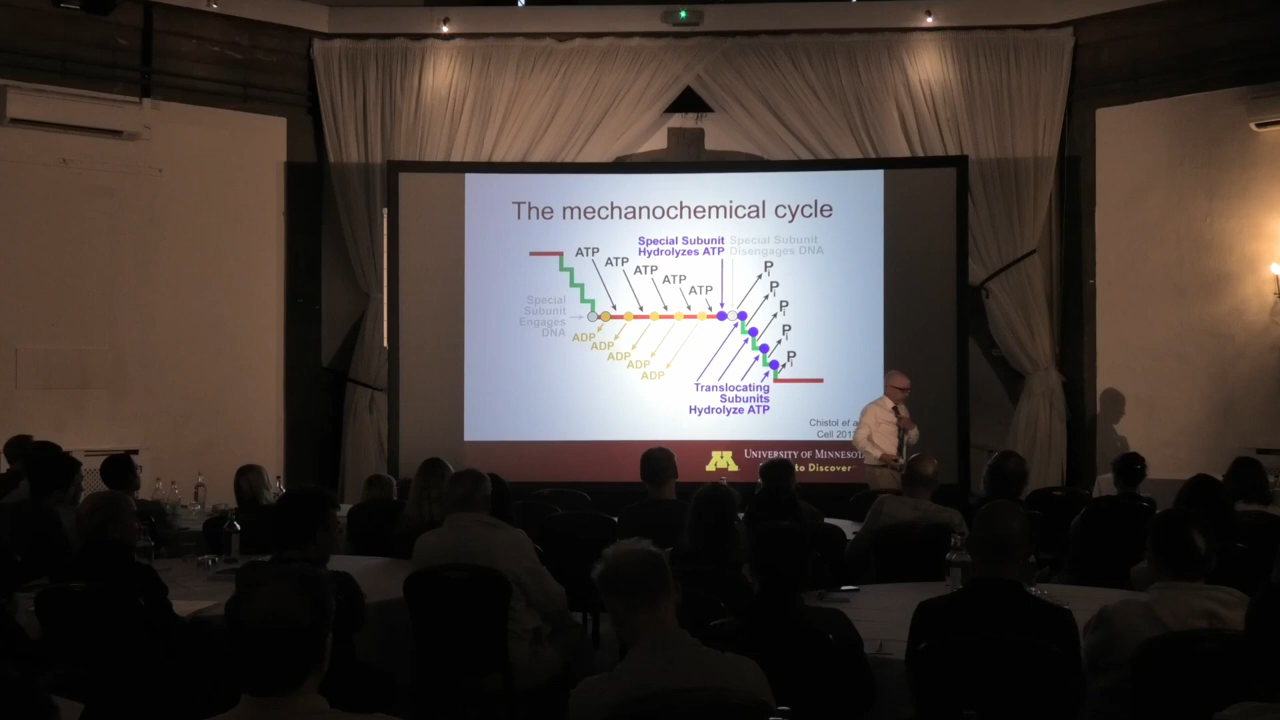 The mechanochemical cycle
ATP
ATP
ATP
ATP
ATP
Special Subunit
Hydrolyzes ATP
Special Subunit
Disengages DNA
Special
Subunit
Engages
DNA
ADP
ADP
ADP
ADP
ADP
Pi
Pi
Pi
Pi
Pi
Translocating
Subunits
Hydrolyze ATP
Chistol et a
Cell 201
M
UNIVERSITY OF MINNESOT
to Discover